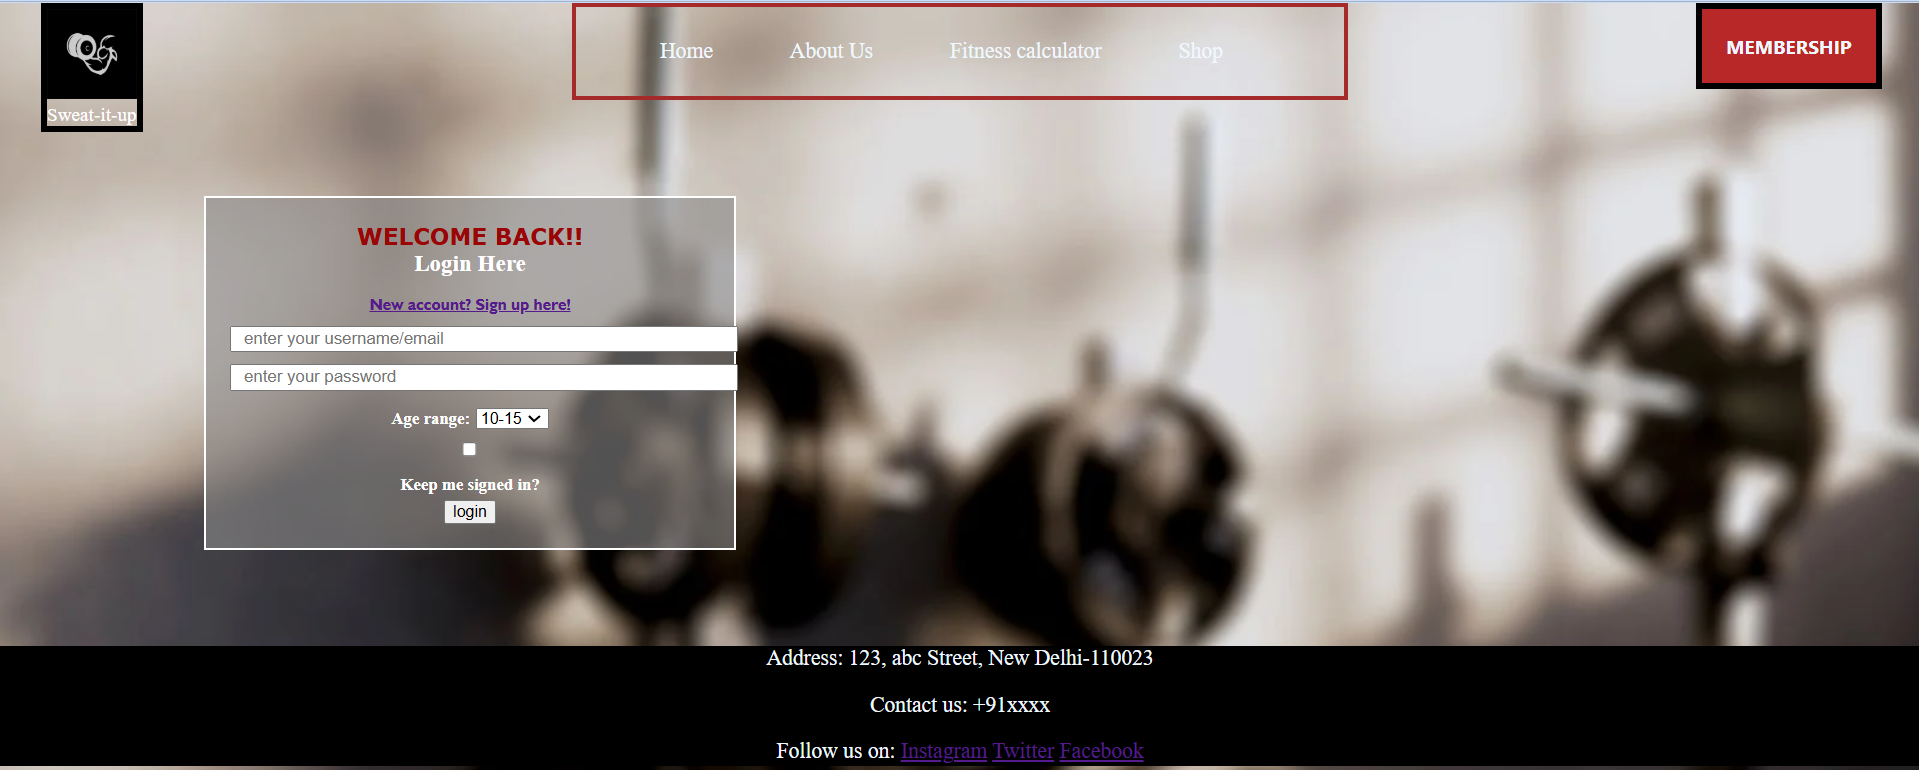 Sweat-it-up
Home About Us Fitness calculator Shop
MEMBERSHIP
WELCOME BACK!!
Login Here
New account? Sign up here!
enter your username/email
enter your password
Age range: 10-15
Keep me signed in?
login
Address: 123, abc Street, New Delhi-110023
Contact us: +91xxxx
Follow us on: Instagram Twitter Facebook